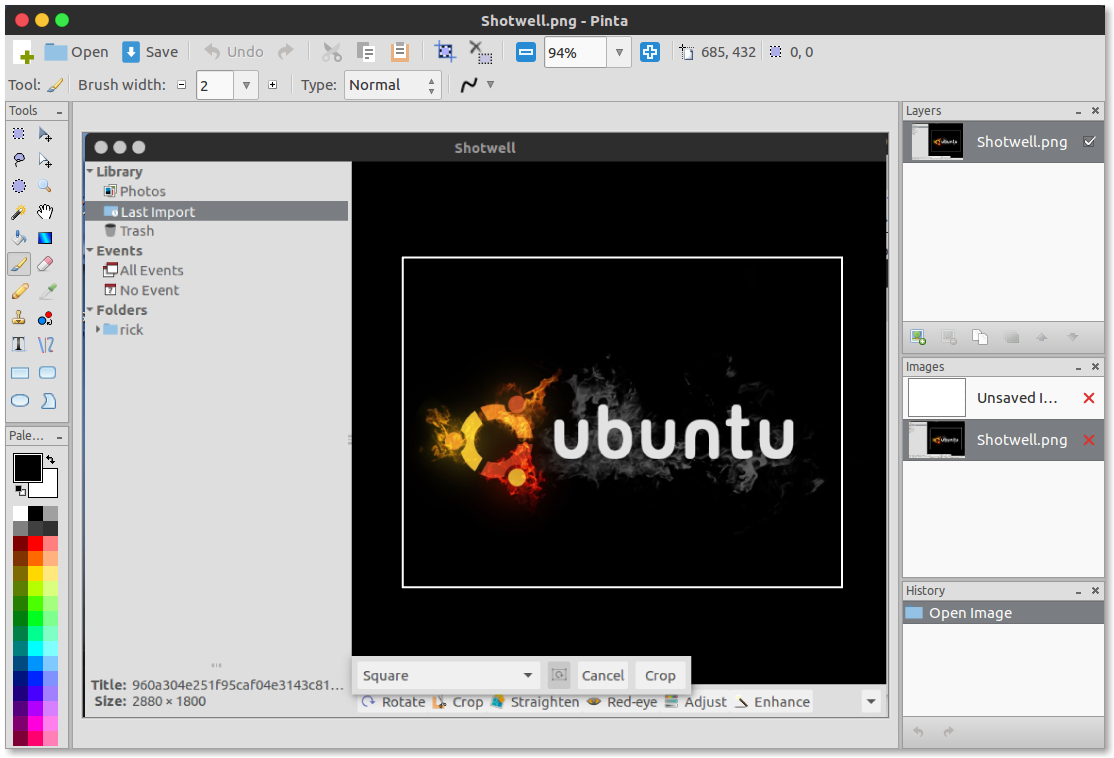 Shotwell.png - Pinta
Open Save Undo 94% 685, 432 0, 0
Tool: Brush width: 2 Type: Normal
Tools
Shotwell
Library
Photos
Last Import
Trash
Events
All Events
No Event
Folders
rick
ubuntu
Title: 960a304e251f95caf04e3143c81...
Size: 2880 × 1800
Square Cancel Crop
Rotate Crop Straighten Red-eye Adjust Enhance
Pale...
Layers
Shotwell.png
Images
Unsaved I...
Shotwell.png
History
Open Image